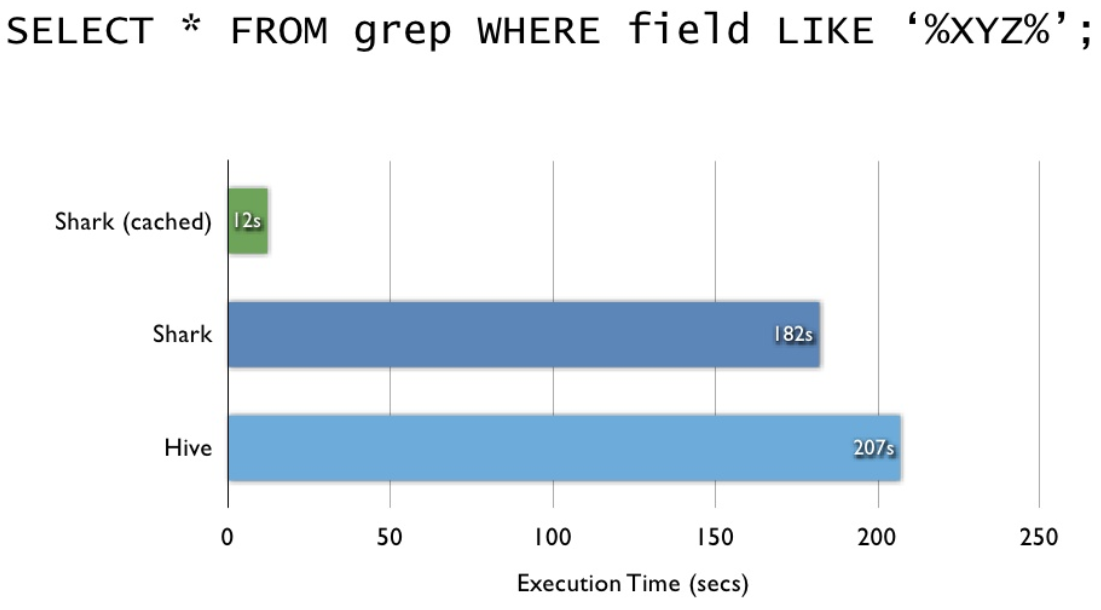 SELECT * FROM grep WHERE field LIKE ‘%XYZ%’;
Shark (cached)
12s
Shark
182s
Hive
207s
0 50 100 150 200 250
Execution Time (secs)